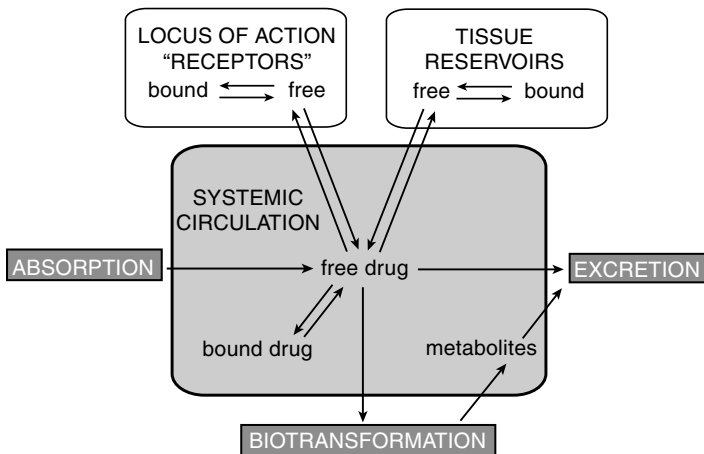 LOCUS OF ACTION
“RECEPTORS”
bound free
TISSUE
RESERVOIRS
free bound
SYSTEMIC
CIRCULATION
ABSORPTION
free drug
EXCRETION
bound drug
metabolites
BIOTRANSFORMATION